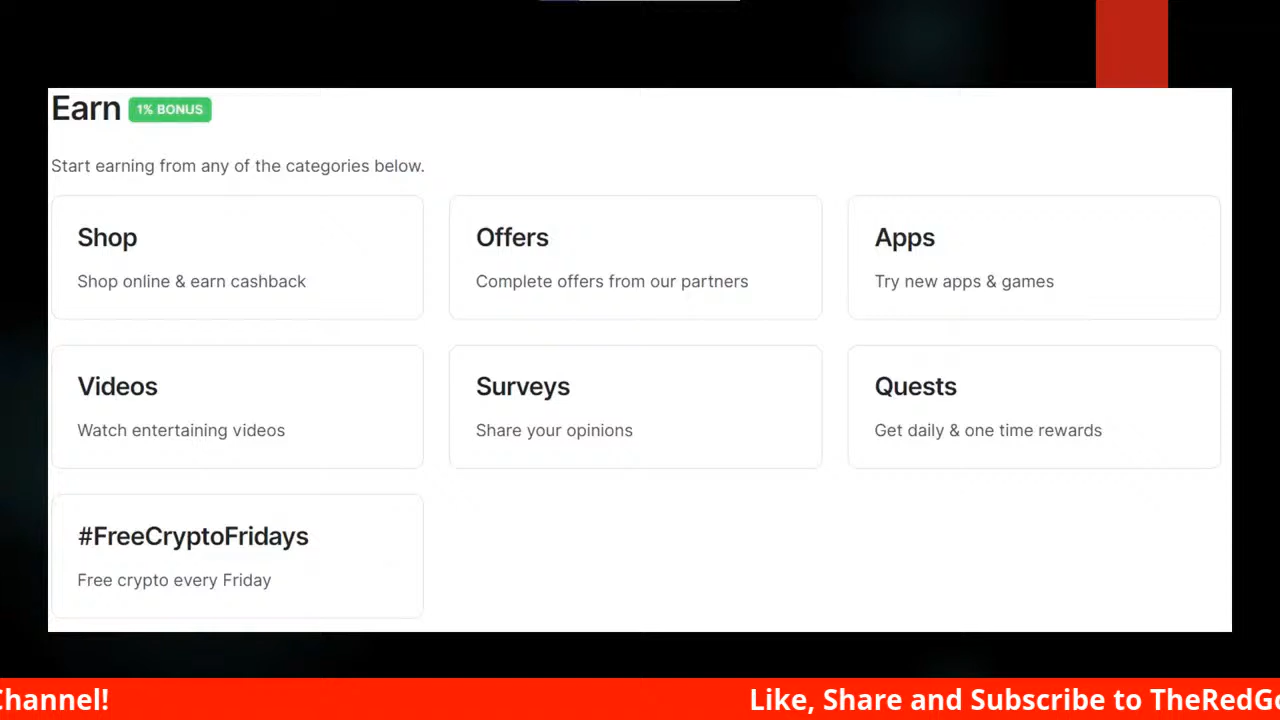 Earn 1% BONUS
Start earning from any of the categories below.
Shop
Shop online & earn cashback
Offers
Complete offers from our partners
Apps
Try new apps & games
Videos
Watch entertaining videos
Surveys
Share your opinions
Quests
Get daily & one time rewards
#FreeCryptoFridays
Free crypto every Friday
Channel! Like, Share and Subscribe to